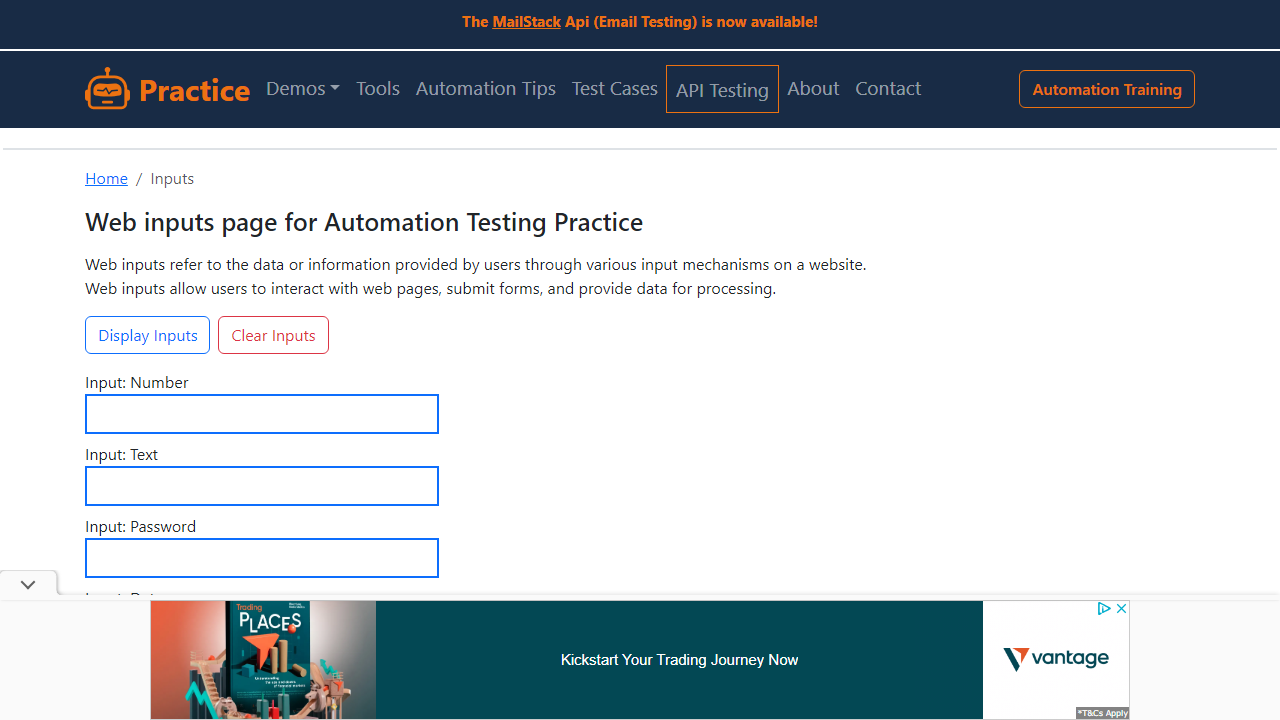 The MailStack Api (Email Testing) is now available!
Practice
Demos
Tools
Automation Tips
Test Cases
API Testing
About
Contact
Automation Training
Home / Inputs
Web inputs page for Automation Testing Practice
Web inputs refer to the data or information provided by users through various input mechanisms on a website.
Web inputs allow users to interact with web pages, submit forms, and provide data for processing.
Display Inputs
Clear Inputs
Input: Number
Input: Text
Input: Password
Trading
PLACES
Kickstart Your Trading Journey Now
vantage
*T&Cs Apply